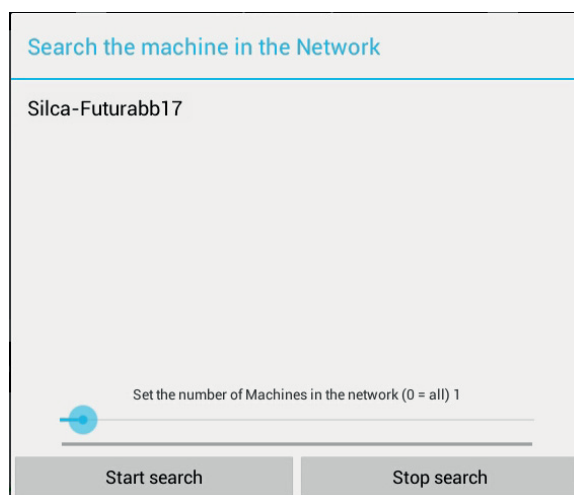 Search the machine in the Network
Silca-Futurabb17
Set the number of Machines in the network (0 = all) 1
Start search
Stop search